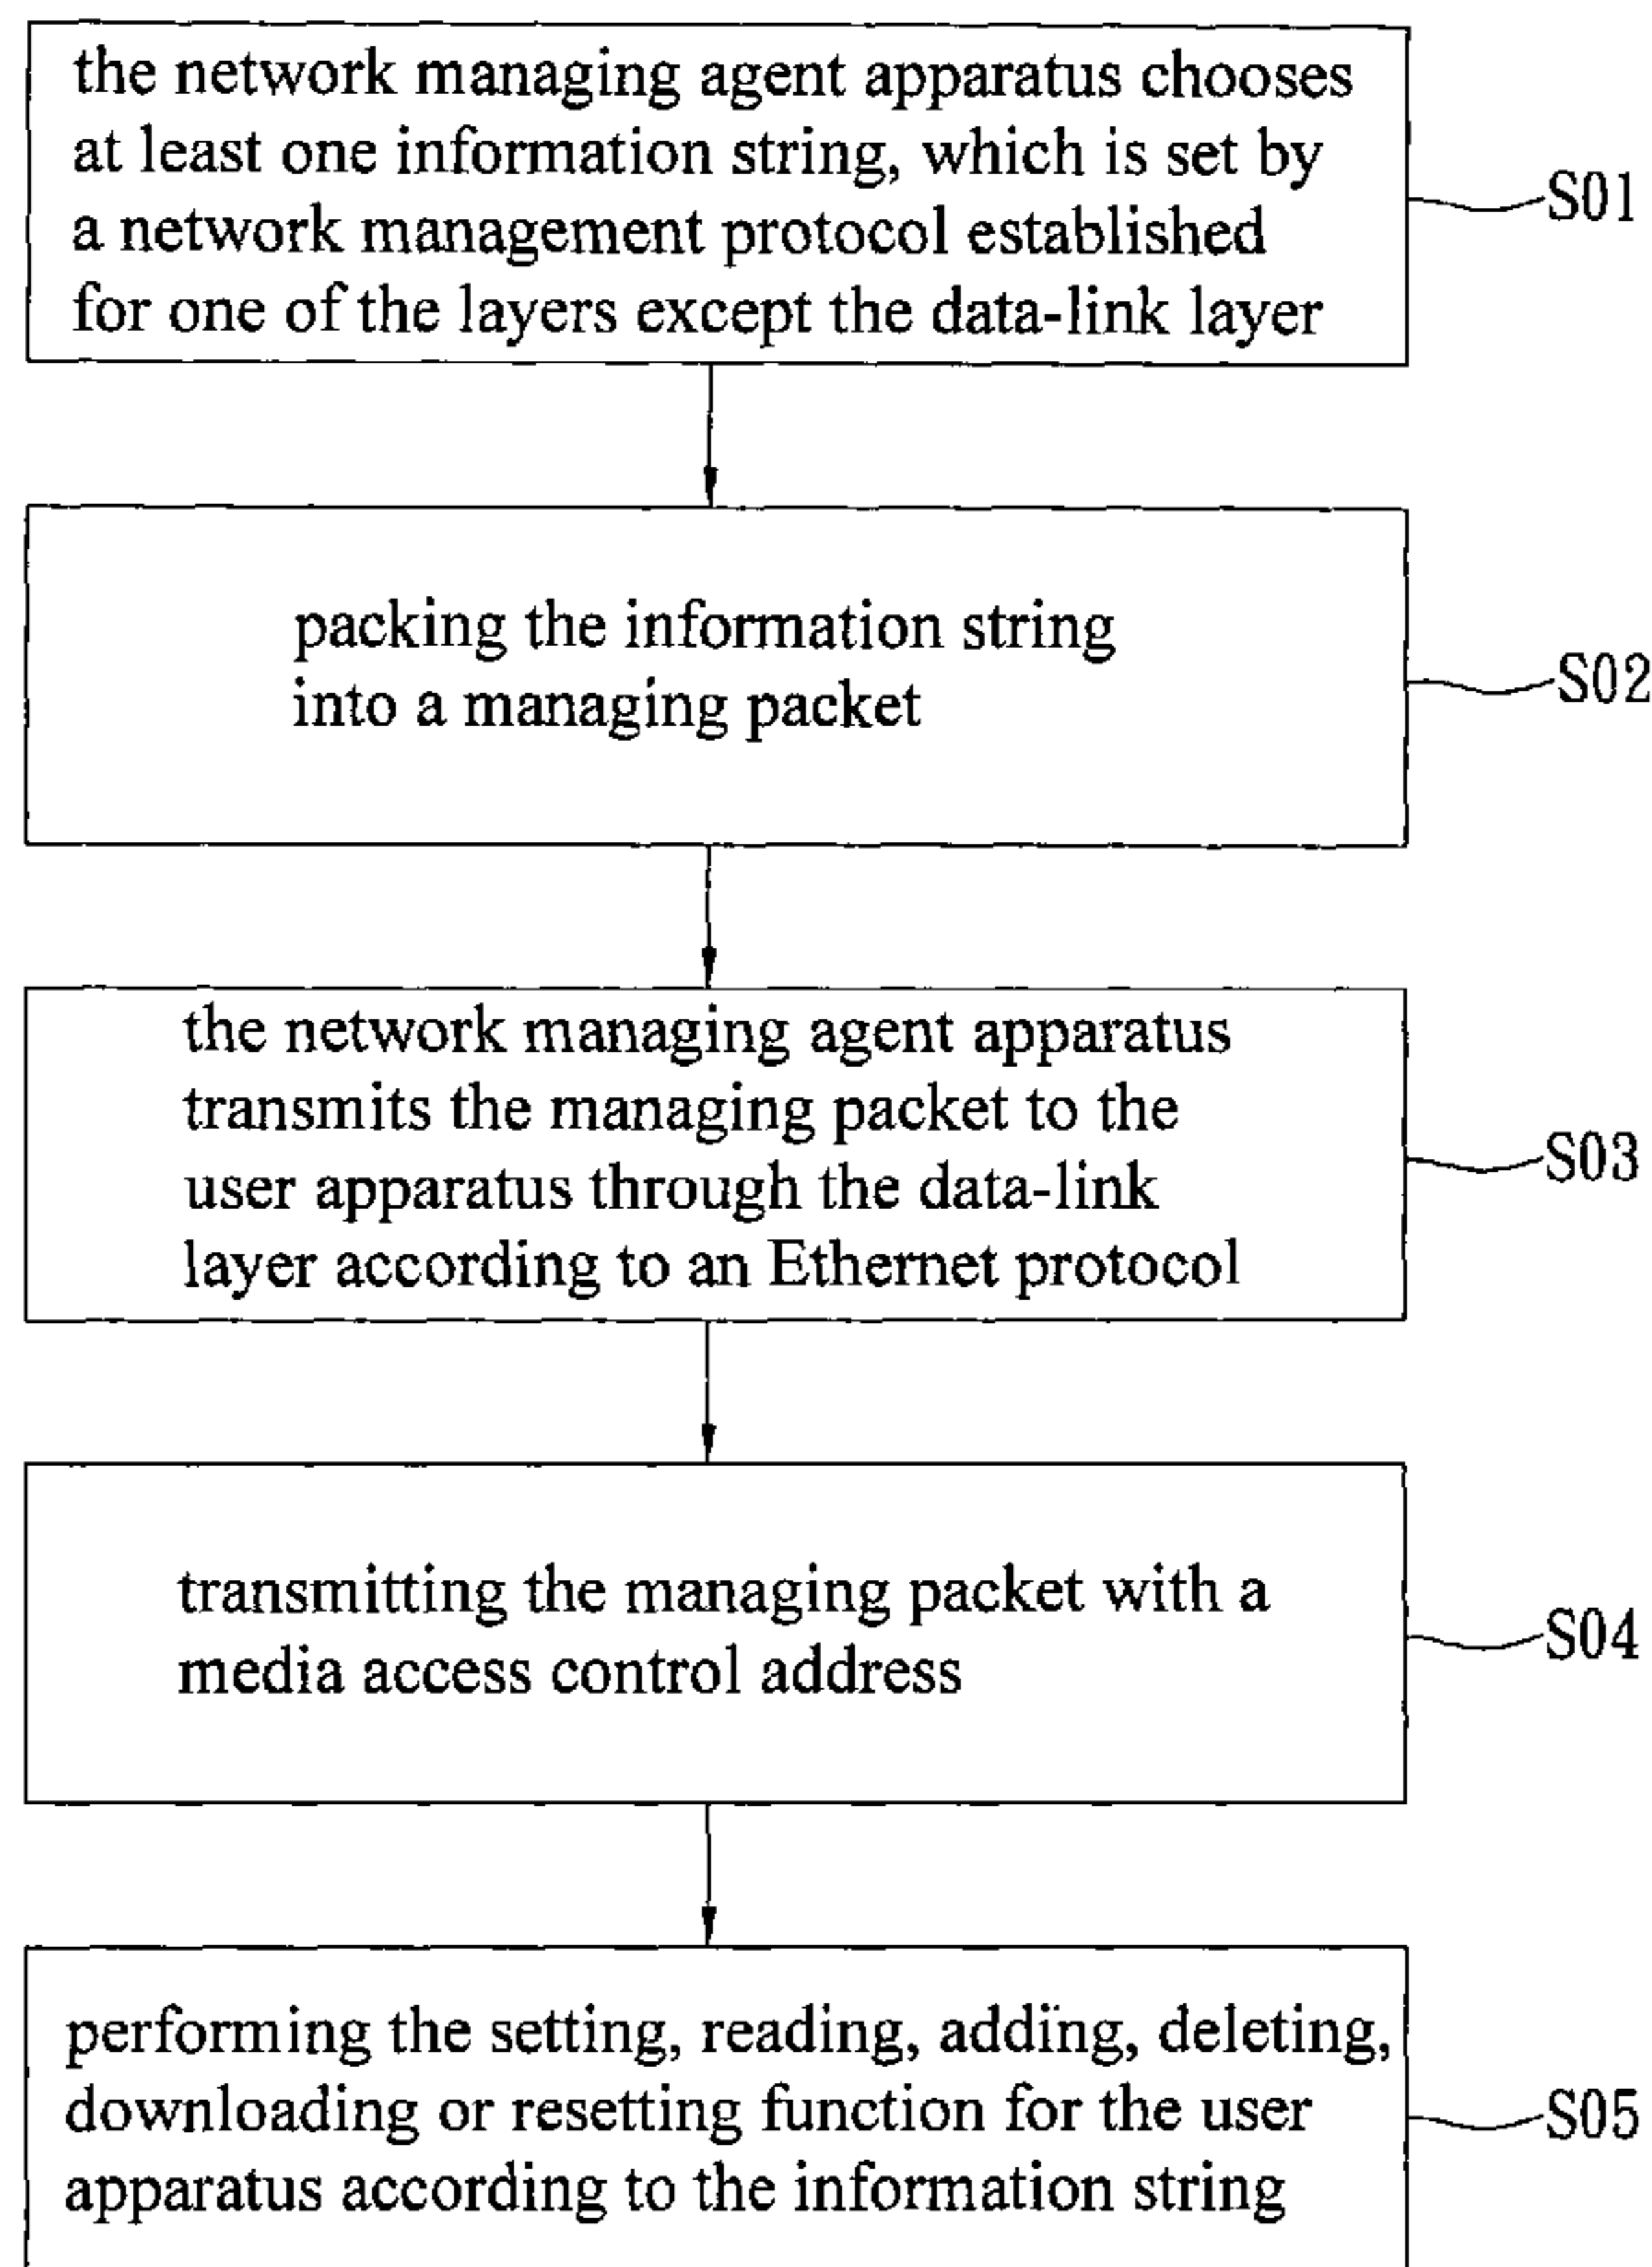 the network managing agent apparatus chooses
at least one information string, which is set by
a network management protocol established
for one of the layers except the data-link layer
S01
packing the information string
into a managing packet
S02
the network managing agent apparatus
transmits the managing packet to the
user apparatus through the data-link
layer according to an Ethernet protocol
S03
transmitting the managing packet with a
media access control address
S04
performing the setting, reading, adding, deleting,
downloading or resetting function for the user
apparatus according to the information string
S05